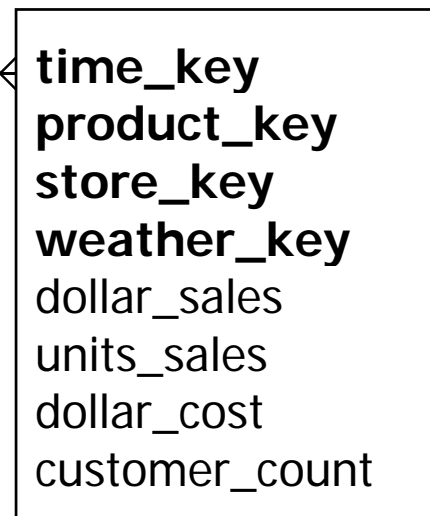 time_key
product_key
store_key
weather_key
dollar_sales
units_sales
dollar_cost
customer_count